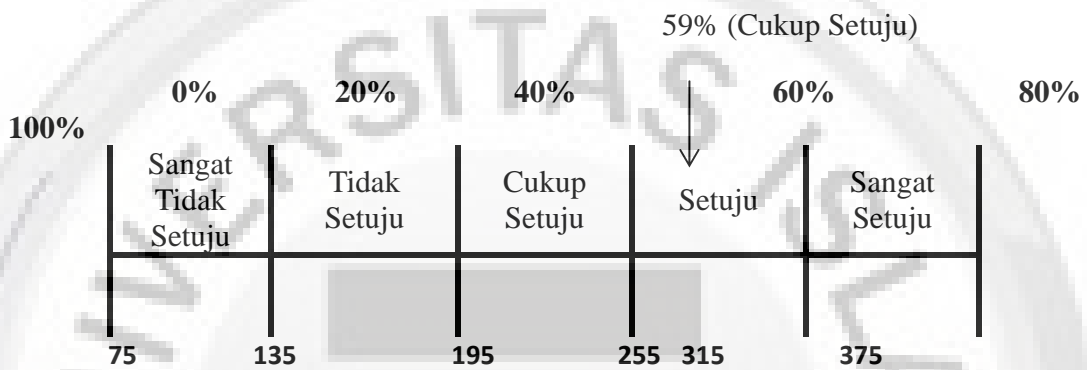 59% (Cukup Setuju)
0% 20% 40% 60% 80%
100%
Sangat Tidak Setuju
Tidak Setuju
Cukup Setuju
Setuju
Sangat Setuju
75 135 195 255 315 375